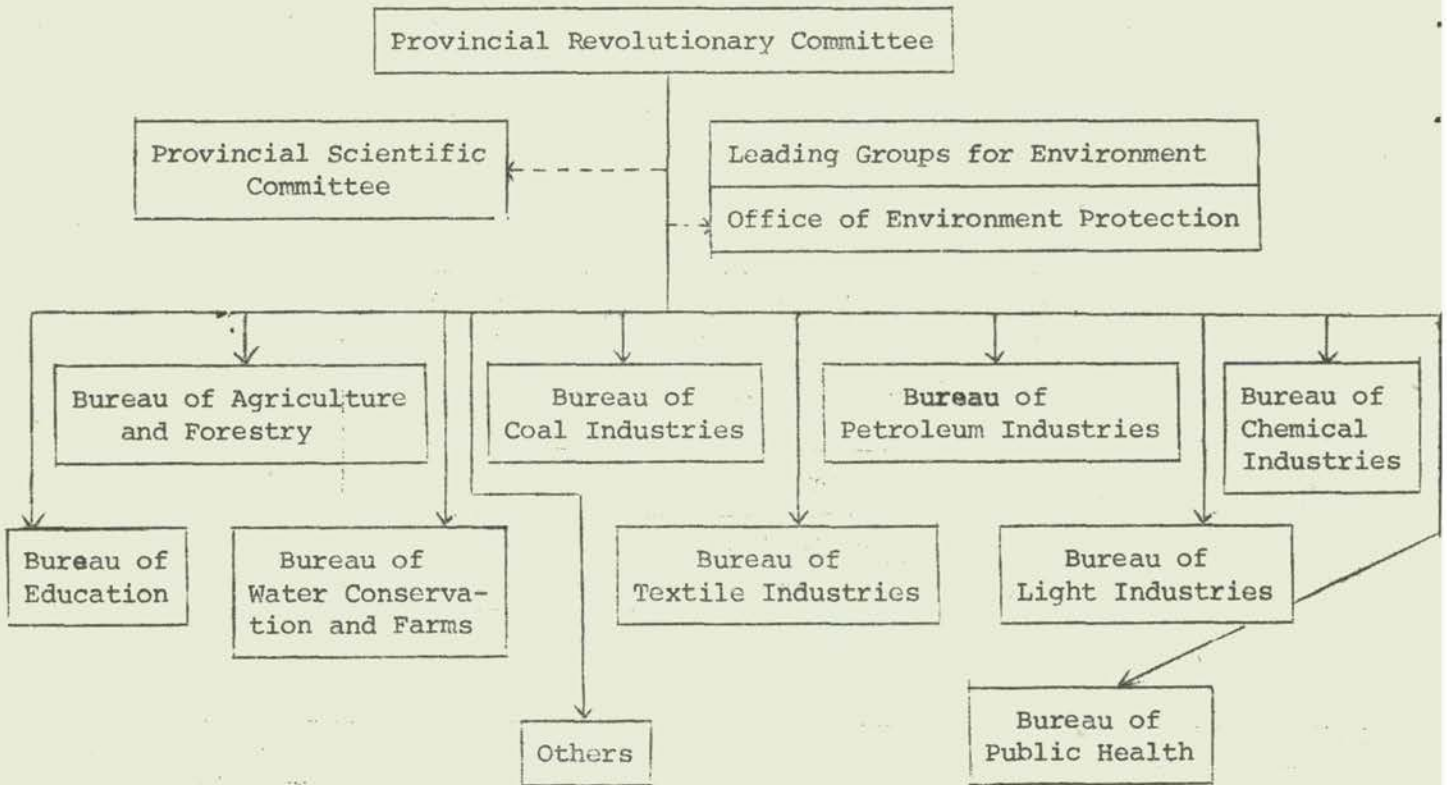 Provincial Revolutionary Committee
Provincial Scientific
Committee
Leading Groups for Environment
Office of Environment Protection
Bureau of Agriculture
and Forestry
Bureau of
Coal Industries
Bureau of
Petroleum Industries
Bureau of
Chemical
Industries
Bureau of
Education
Bureau of
Water Conserva-
tion and Farms
Bureau of
Textile Industries
Bureau of
Light Industries
Others
Bureau of
Public Health